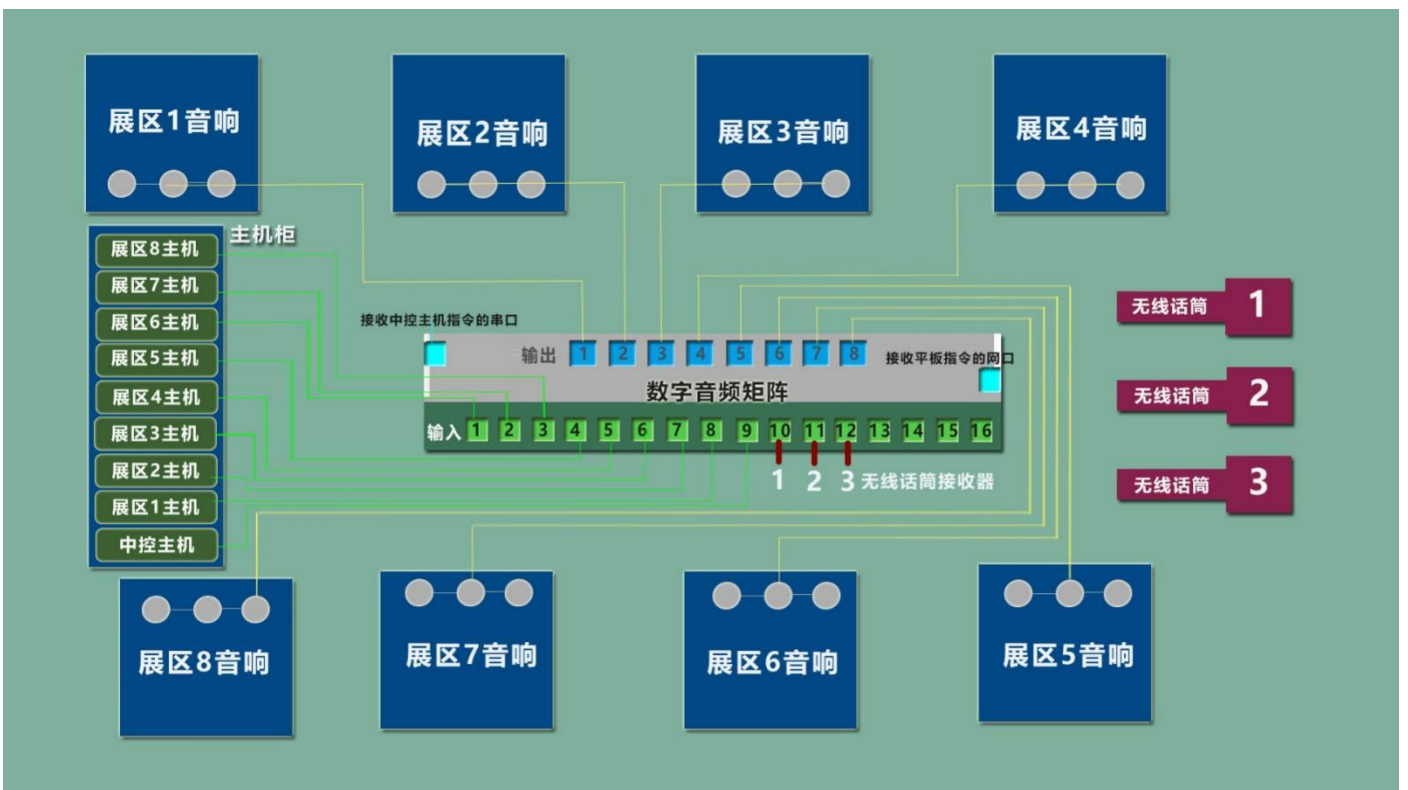 展区1音响
展区2音响
展区3音响
展区4音响
主机柜
展区8主机
展区7主机
展区6主机
展区5主机
展区4主机
展区3主机
展区2主机
展区1主机
中控主机
接收中控主机指令的串口
输出 1 2 3 4 5 6 7 8
接收平板指令的网口
数字音频矩阵
输入 1 2 3 4 5 6 7 8 9 10 11 12 13 14 15 16
1 2 3 无线话筒接收器
无线话筒 1
无线话筒 2
无线话筒 3
展区8音响
展区7音响
展区6音响
展区5音响